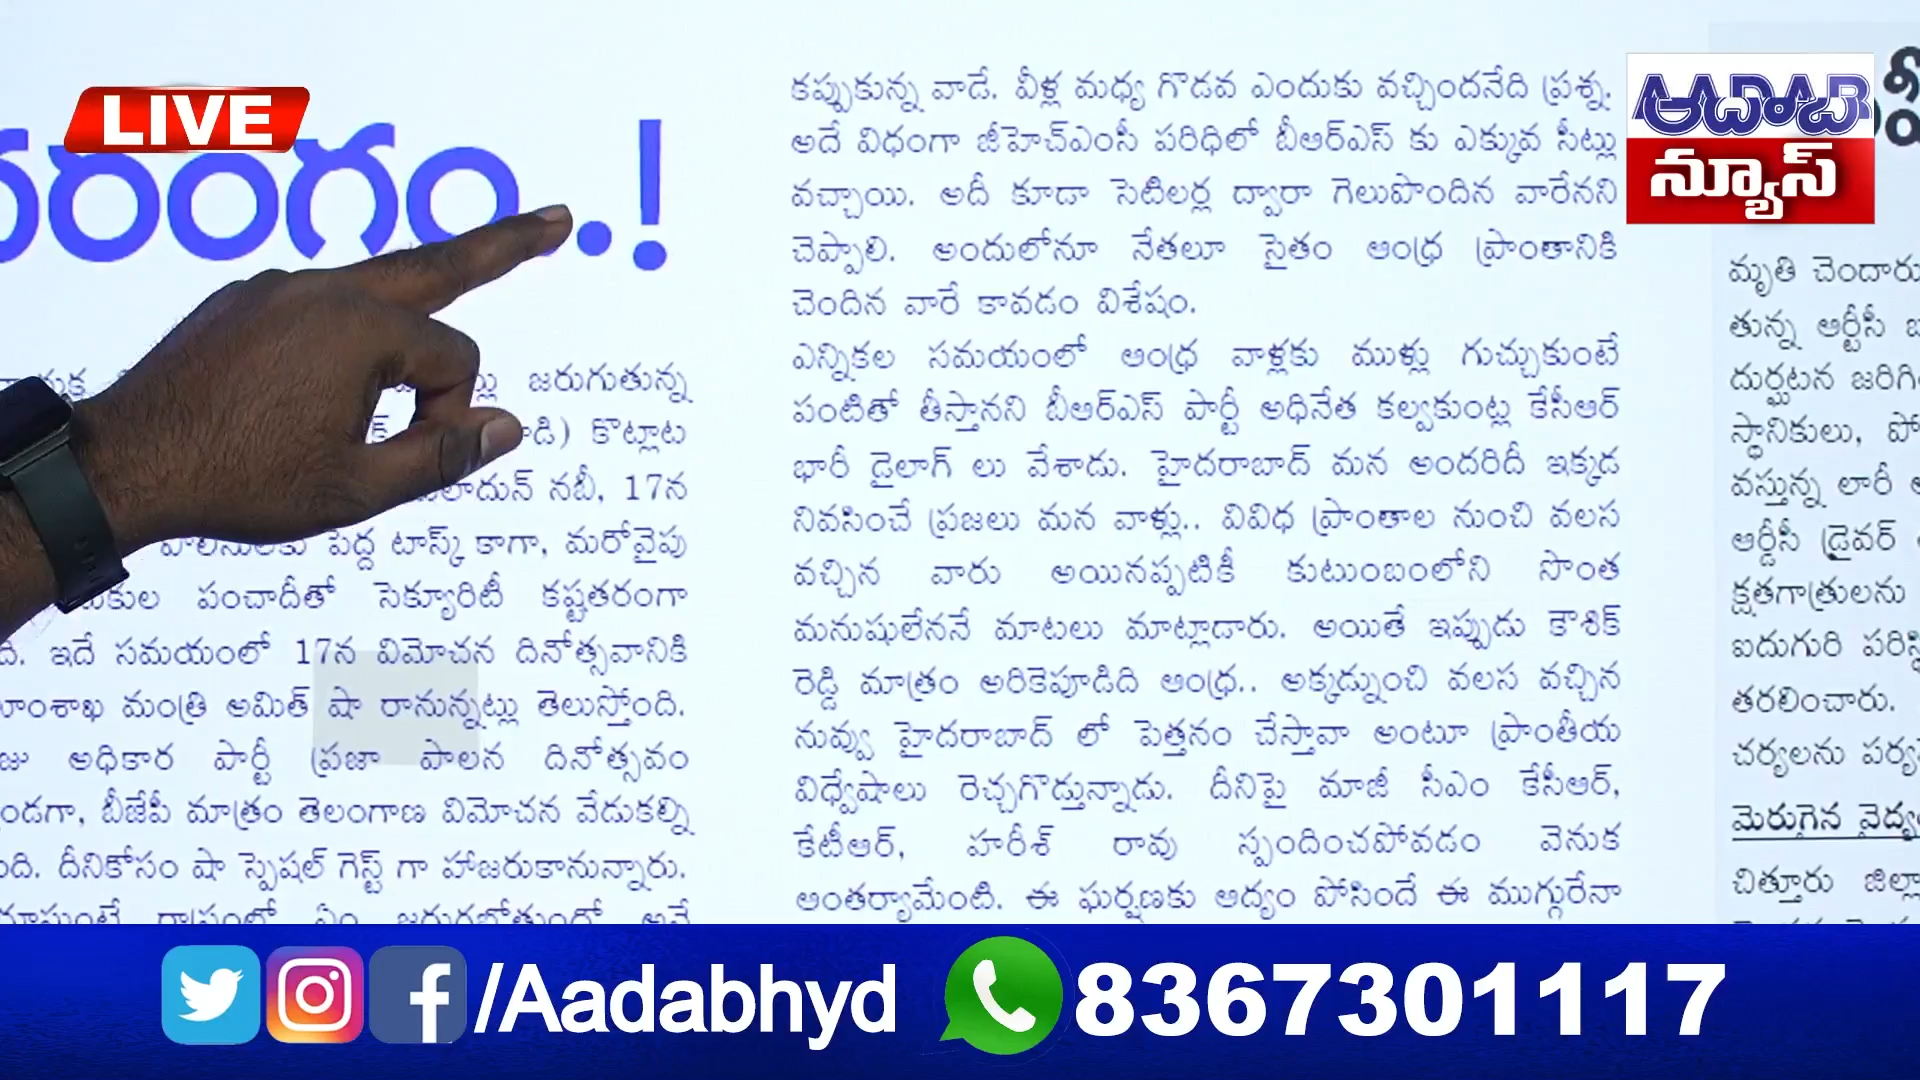 LIVE
రంగం..!
జరుగుతున్న
కొట్లాట
నబీ, 17న
పెద్ద టాస్క్ కాగా, మరోవైపు
పంచాదీతో సెక్యూరిటీ కష్టతరంగా
ఇదే సమయంలో 17న విమోచన దినోత్సవానికి
మంత్రి అమిత్ షా రానున్నట్లు తెలుస్తోంది.
అధికార పార్టీ ప్రజా పాలన దినోత్సవం
బీజేపీ మాత్రం తెలంగాణ విమోచన వేడుకల్ని
దీనికోసం షా స్పెషల్ గెస్ట్ గా హాజరుకానున్నారు.
కప్పుకున్న వాడే. వీళ్ల మధ్య గొడవ ఎందుకు వచ్చిందనేది ప్రశ్న.
అదే విధంగా జీహెచ్ఎంసీ పరిధిలో బీఆర్ఎస్ కు ఎక్కువ సీట్లు
వచ్చాయి. అదీ కూడా సెటిలర్ల ద్వారా గెలుపొందిన వారేనని
చెప్పాలి. అందులోనూ నేతలూ సైతం ఆంధ్ర ప్రాంతానికి
చెందిన వారే కావడం విశేషం.
ఎన్నికల సమయంలో ఆంధ్ర వాళ్లకు ముళ్లు గుచ్చుకుంటే
పంటితో తీస్తానని బీఆర్ఎస్ పార్టీ అధినేత కల్వకుంట్ల కేసీఆర్
భారీ డైలాగ్ లు వేశాడు. హైదరాబాద్ మన అందరిదీ ఇక్కడ
నివసించే ప్రజలు మన వాళ్లు.. వివిధ ప్రాంతాల నుంచి వలస
వచ్చిన వారు అయినప్పటికీ కుటుంబంలోని సొంత
మనుషులేననే మాటలు మాట్లాడారు. అయితే ఇప్పుడు కౌశిక్
రెడ్డి మాత్రం అరికెపూడిది ఆంధ్ర.. అక్కడ్నుంచి వలస వచ్చిన
నువ్వు హైదరాబాద్ లో పెత్తనం చేస్తావా అంటూ ప్రాంతీయ
విధ్వేషాలు రెచ్చగొడ్తున్నాడు. దీనిపై మాజీ సీఎం కేసీఆర్,
కేటీఆర్, హరీశ్ రావు స్పందించపోవడం వెనుక
అంతర్యామేంటి. ఈ ఘర్షణకు ఆద్యం పోసిందే ఈ ముగ్గురేనా
AADAB
ఆదాబ్
న్యూస్
మృతి చెందారు
తున్న ఆర్టీసీ
దుర్ఘటన
స్థానికులు,
వస్తున్న లారీ
ఆర్టీసీ డ్రైవర్
క్షతగాత్రులను
ఐదుగురి
తరలించారు.
చర్యలను
మెరుగైన
చిత్తూరు
/Aadabhyd
8367301117